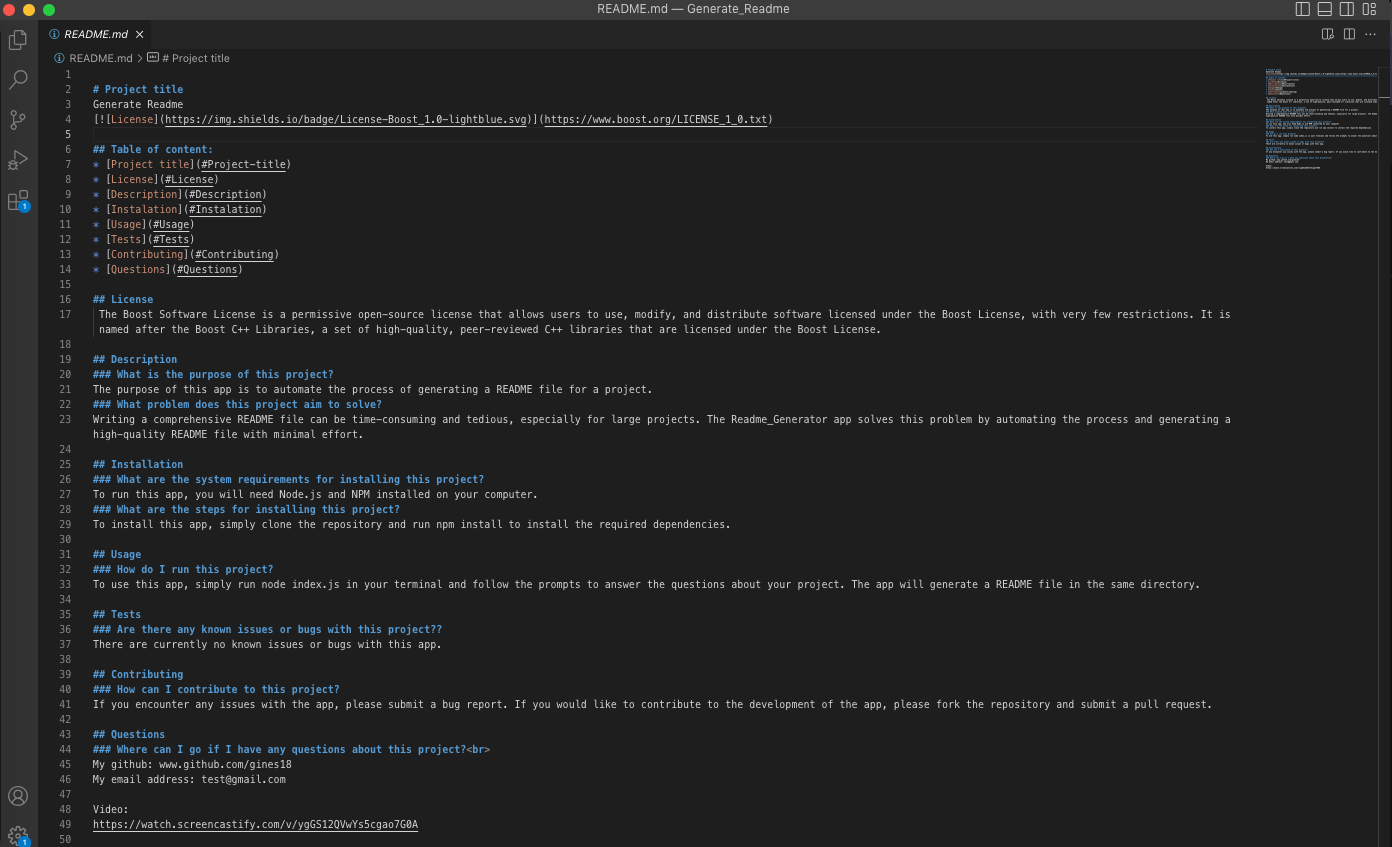 README.md — Generate_Readme
README.md
README.md > # Project title
1
2 # Project title
3 Generate Readme
4 [![License](https://img.shields.io/badge/License-Boost_1.0-lightblue.svg)](https://www.boost.org/LICENSE_1_0.txt)
5
6 ## Table of content:
7 * [Project title](#Project-title)
8 * [License](#License)
9 * [Description](#Description)
10 * [Instalation](#Instalation)
11 * [Usage](#Usage)
12 * [Tests](#Tests)
13 * [Contributing](#Contributing)
14 * [Questions](#Questions)
15
16 ## License
17 The Boost Software License is a permissive open-source license that allows users to use, modify, and distribute software licensed under the Boost License, with very few restrictions. It is
named after the Boost C++ Libraries, a set of high-quality, peer-reviewed C++ libraries that are licensed under the Boost License.
18
19 ## Description
20 ### What is the purpose of this project?
21 The purpose of this app is to automate the process of generating a README file for a project.
22 ### What problem does this project aim to solve?
23 Writing a comprehensive README file can be time-consuming and tedious, especially for large projects. The Readme_Generator app solves this problem by automating the process and generating a
high-quality README file with minimal effort.
24
25 ## Installation
26 ### What are the system requirements for installing this project?
27 To run this app, you will need Node.js and NPM installed on your computer.
28 ### What are the steps for installing this project?
29 To install this app, simply clone the repository and run npm install to install the required dependencies.
30
31 ## Usage
32 ### How do I run this project?
33 To use this app, simply run node index.js in your terminal and follow the prompts to answer the questions about your project. The app will generate a README file in the same directory.
34
35 ## Tests
36 ### Are there any known issues or bugs with this project??
37 There are currently no known issues or bugs with this app.
38
39 ## Contributing
40 ### How can I contribute to this project?
41 If you encounter any issues with the app, please submit a bug report. If you would like to contribute to the development of the app, please fork the repository and submit a pull request.
42
43 ## Questions
44 ### Where can I go if I have any questions about this project?<br>
45 My github: www.github.com/gines18
46 My email address: test@gmail.com
47
48 Video:
49 https://watch.screencastify.com/v/ygGS12QVwYs5cgao7G0A
50
1
1